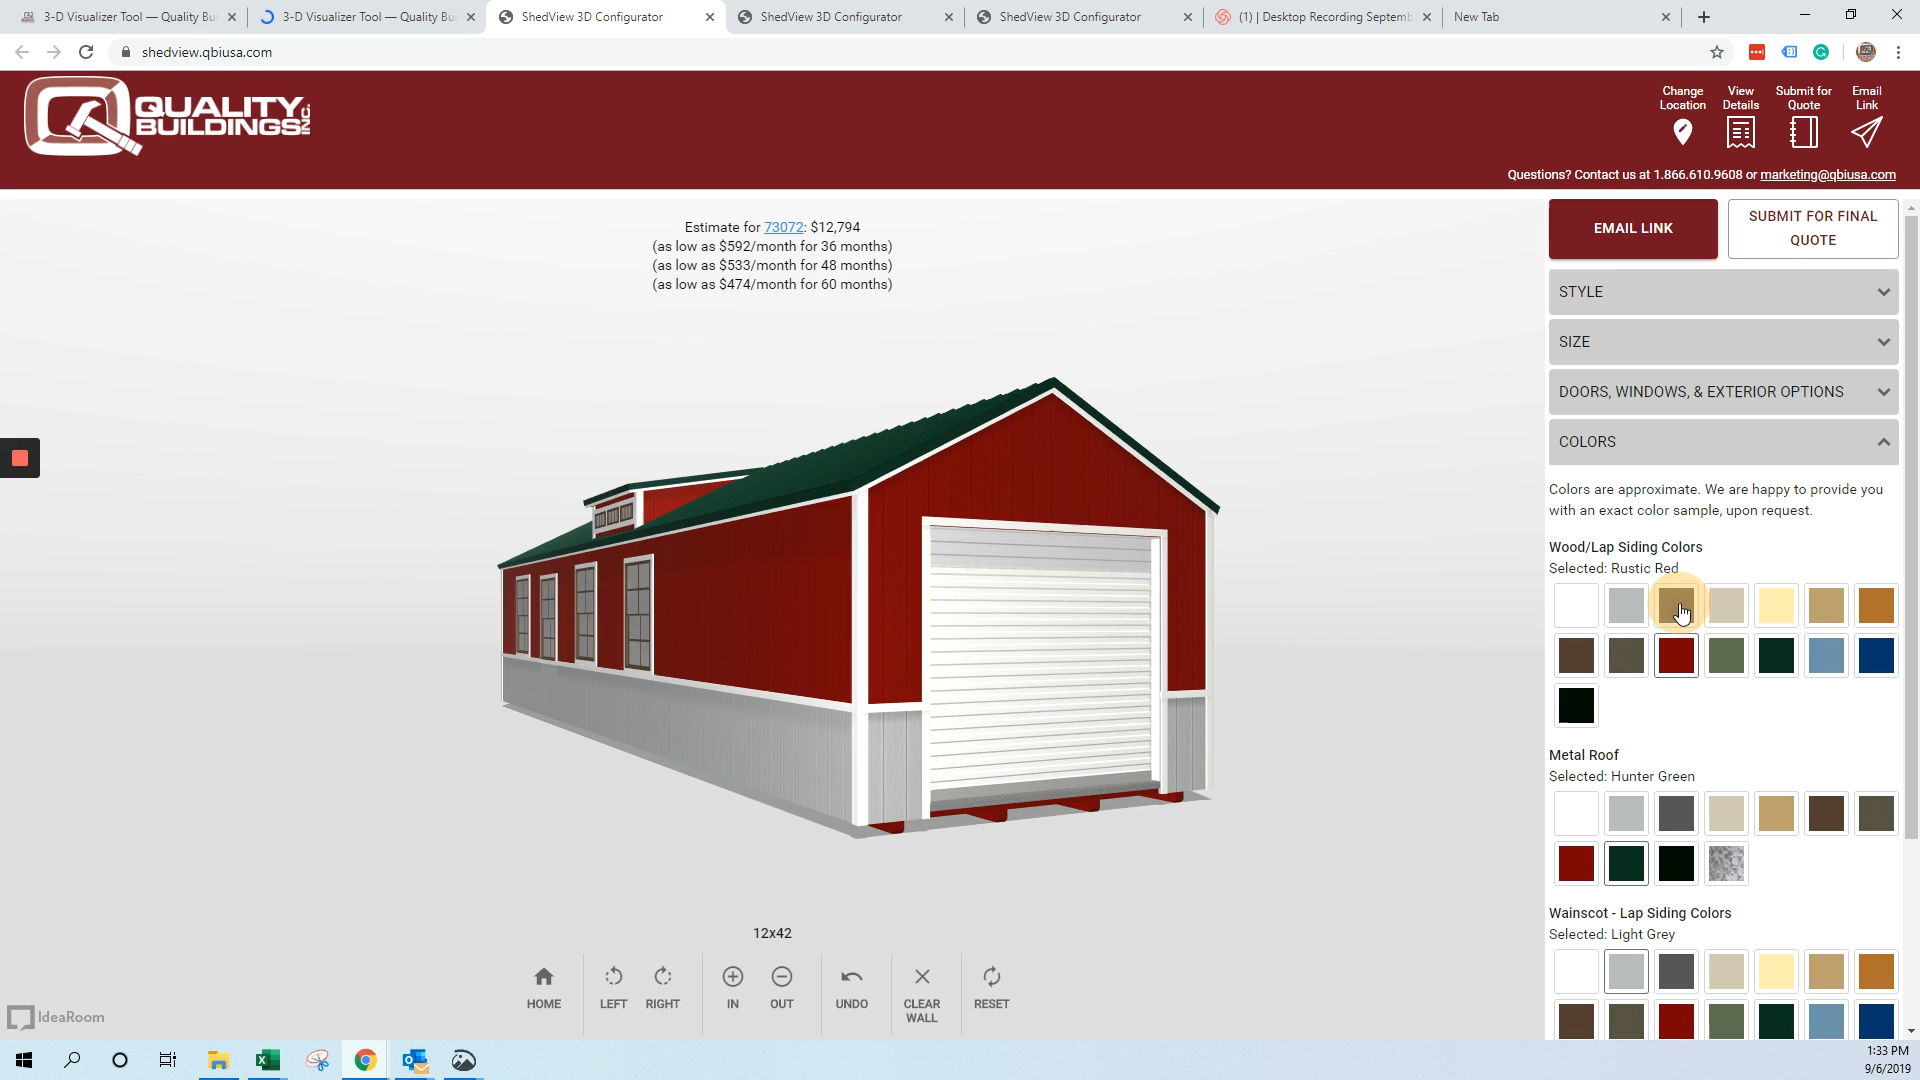 3-D Visualizer Tool — Quality Bu
3-D Visualizer Tool — Quality Bu
ShedView 3D Configurator
ShedView 3D Configurator
ShedView 3D Configurator
(1) | Desktop Recording Septemb
New Tab
shedview.qbiusa.com
QUALITY
BUILDINGS INC.
Change Location
View Details
Submit for Quote
Email Link
Questions? Contact us at 1.866.610.9608 or marketing@qbiusa.com
Estimate for 73072: $12,794
(as low as $592/month for 36 months)
(as low as $533/month for 48 months)
(as low as $474/month for 60 months)
EMAIL LINK
SUBMIT FOR FINAL
QUOTE
STYLE
SIZE
DOORS, WINDOWS, & EXTERIOR OPTIONS
COLORS
Colors are approximate. We are happy to provide you
with an exact color sample, upon request.
Wood/Lap Siding Colors
Selected: Rustic Red
Metal Roof
Selected: Hunter Green
Wainscot - Lap Siding Colors
Selected: Light Grey
12x42
HOME
LEFT
RIGHT
IN
OUT
UNDO
CLEAR
WALL
RESET
IdeaRoom
1:33 PM
9/6/2019